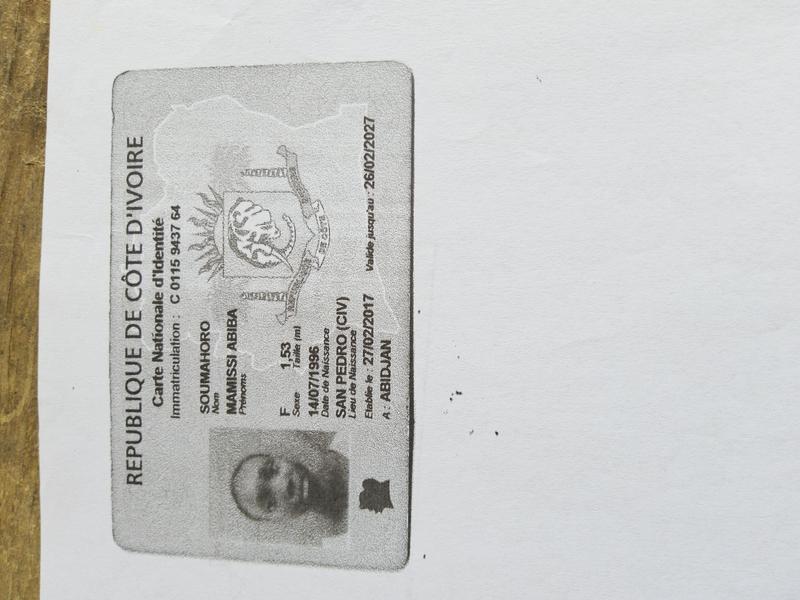 REPUBLIQUE DE CÔTE D'IVOIRE
Carte Nationale d'Identité
Immatriculation : C 0115 9437 64
SOUMAHORO
Nom
MAMISSI ABIBA
Prénoms
F 1,53
Sexe Taille (m)
14/07/1996
Date de Naissance
SAN PEDRO (CIV)
Lieu de Naissance
Etablie le : 27/02/2017 Valide jusqu'au : 26/02/2027
A : ABIDJAN